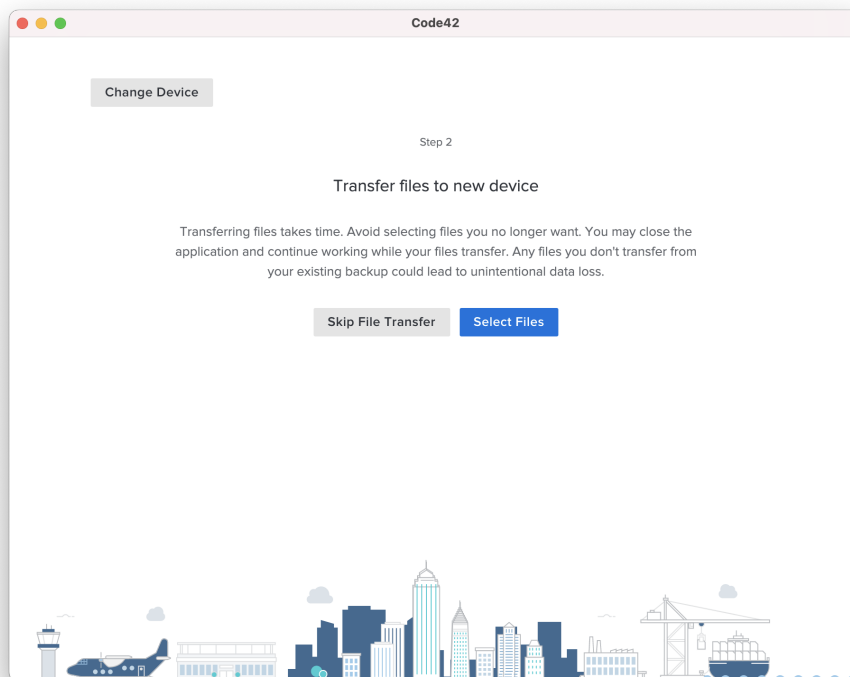 Code42
Change Device
Step 2
Transfer files to new device
Transferring files takes time. Avoid selecting files you no longer want. You may close the
application and continue working while your files transfer. Any files you don't transfer from
your existing backup could lead to unintentional data loss.
Skip File Transfer
Select Files